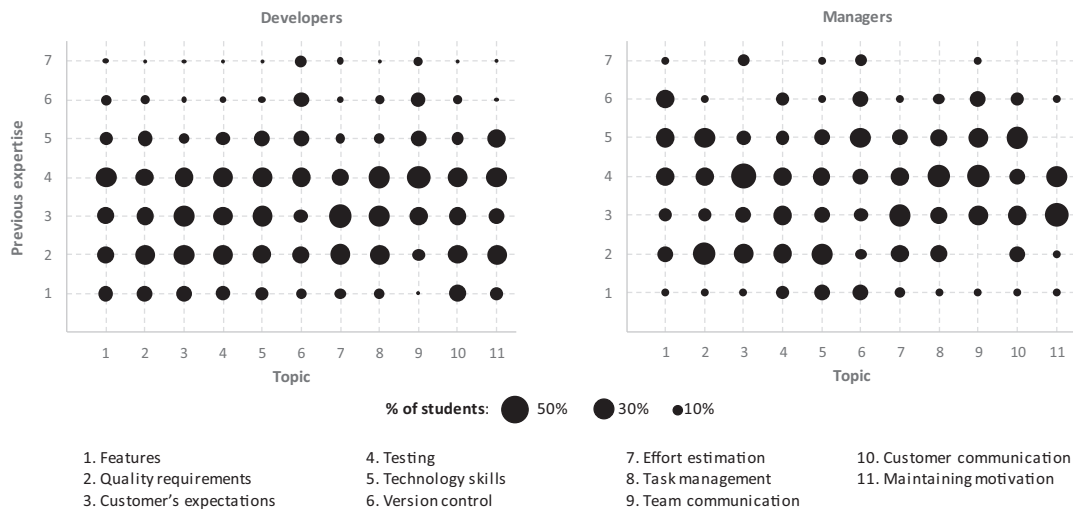 Developers
Managers
Previous expertise
7
6
5
4
3
2
1
1 2 3 4 5 6 7 8 9 10 11
Topic
7
6
5
4
3
2
1
1 2 3 4 5 6 7 8 9 10 11
Topic
% of students: 50% 30% 10%
1. Features
2. Quality requirements
3. Customer's expectations
4. Testing
5. Technology skills
6. Version control
7. Effort estimation
8. Task management
9. Team communication
10. Customer communication
11. Maintaining motivation